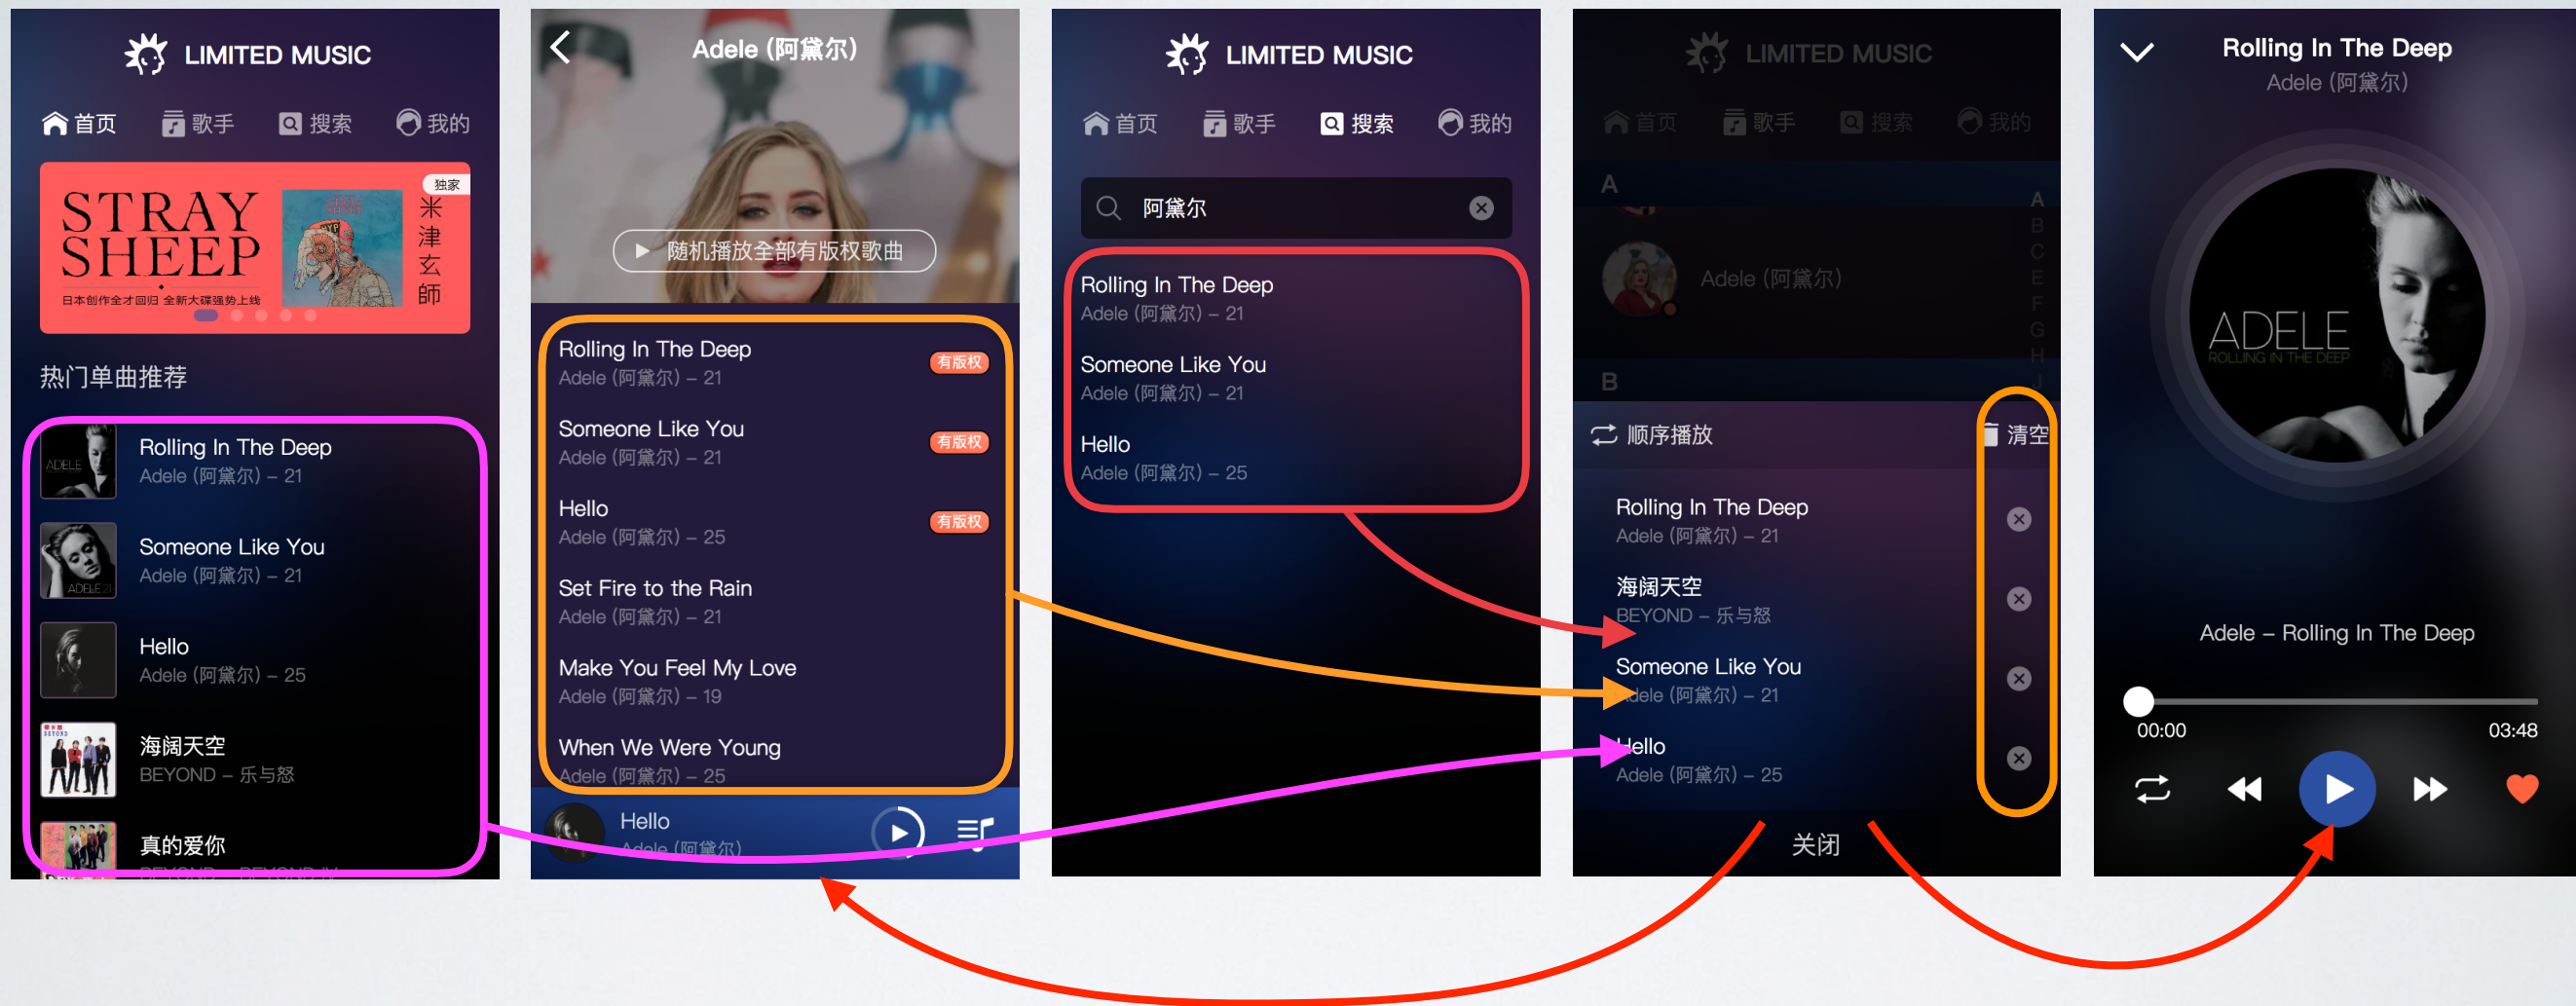 LIMITED MUSIC
首页 歌手 搜索 我的
独家
STRAY
SHEEP
米津玄師
日本创作全才回归 全新大碟强势上线
热门单曲推荐
ADELE
Rolling In The Deep
Adele (阿黛尔) – 21
Someone Like You
Adele (阿黛尔) – 21
ADELE 21
Hello
Adele (阿黛尔) – 25
BEYOND
海阔天空
BEYOND – 乐与怒
真的爱你
Adele (阿黛尔)
随机播放全部有版权歌曲
Rolling In The Deep
Adele (阿黛尔) – 21
有版权
Someone Like You
Adele (阿黛尔) – 21
有版权
Hello
Adele (阿黛尔) – 25
有版权
Set Fire to the Rain
Adele (阿黛尔) – 21
Make You Feel My Love
Adele (阿黛尔) – 19
When We Were Young
Adele (阿黛尔) – 25
Hello
Adele (阿黛尔)
LIMITED MUSIC
首页 歌手 搜索 我的
阿黛尔
Rolling In The Deep
Adele (阿黛尔) – 21
Someone Like You
Adele (阿黛尔) – 21
Hello
Adele (阿黛尔) – 25
LIMITED MUSIC
首页 歌手 搜索 我的
A
Adele (阿黛尔)
B
A
B
C
E
F
G
H
J
顺序播放 清空
Rolling In The Deep
Adele (阿黛尔) – 21
海阔天空
BEYOND – 乐与怒
Someone Like You
Adele (阿黛尔) – 21
Hello
Adele (阿黛尔) – 25
关闭
Rolling In The Deep
Adele (阿黛尔)
ADELE
ROLLING IN THE DEEP
Adele – Rolling In The Deep
00:00 03:48